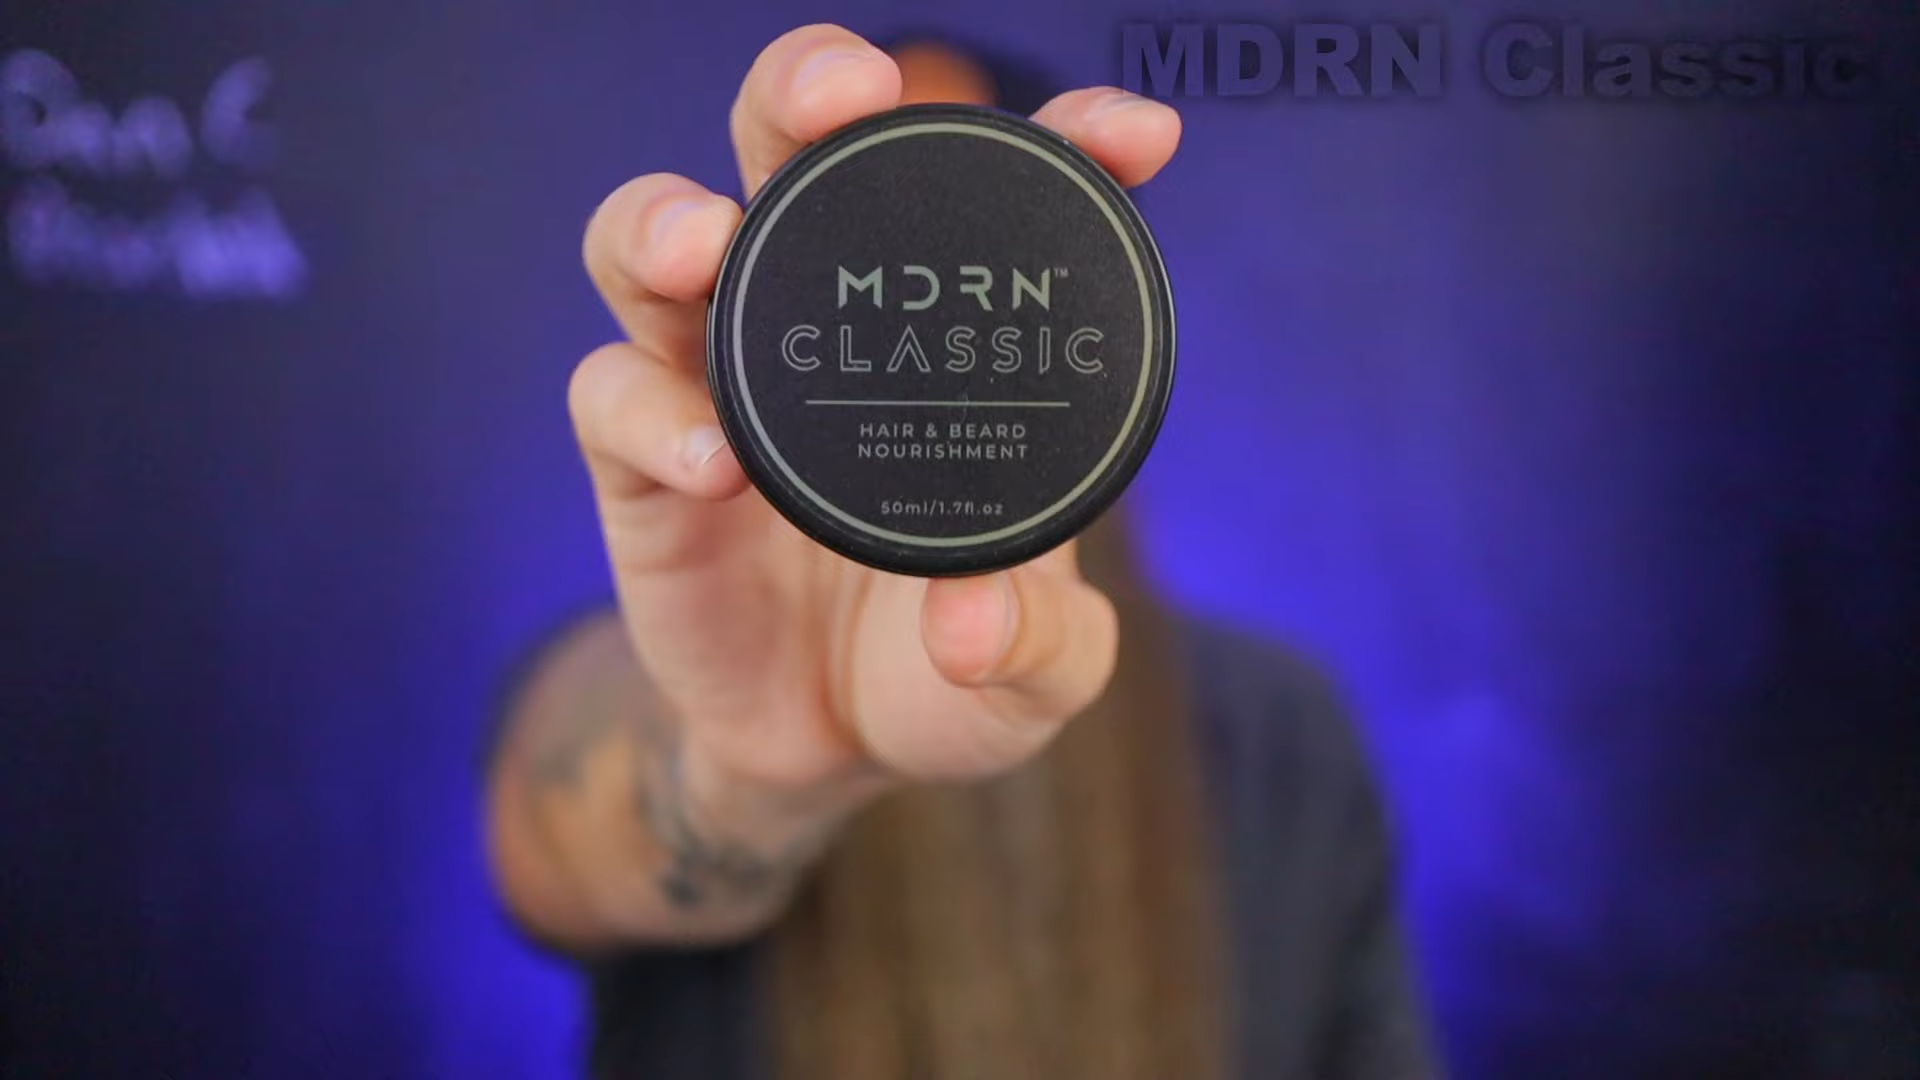 MDRN Classic
MDRN™
CLASSIC
HAIR & BEARD
NOURISHMENT
50ml/1.7fl.oz